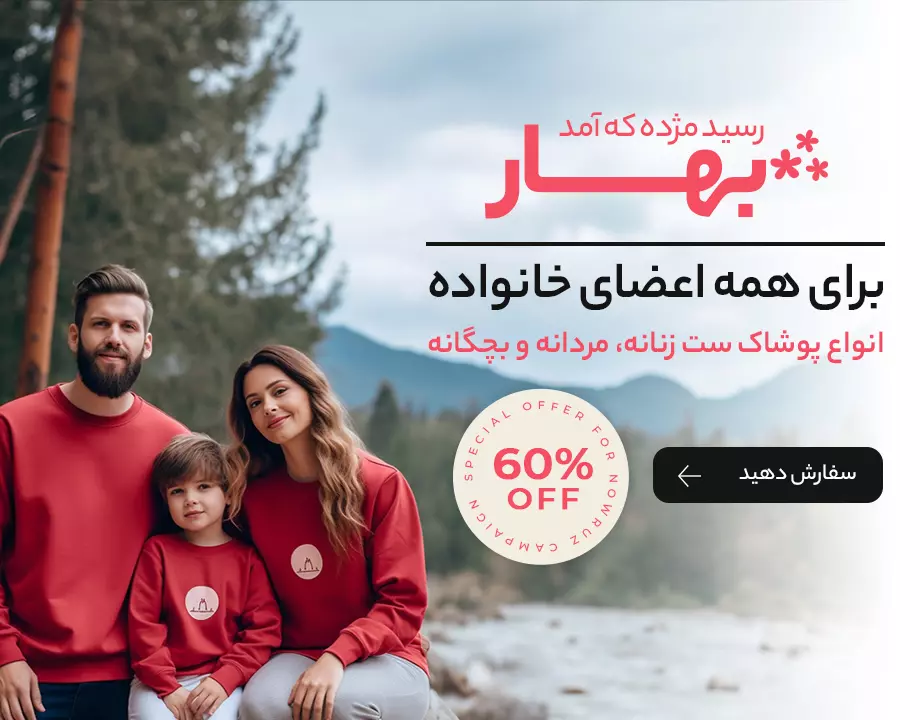 رسید مژده که آمد
بهــــار
برای همه اعضای خانواده
انواع پوشاک ست زنانه، مردانه و بچگانه
سفارش دهید
60%
OFF
SPECIAL OFFER FOR NOWRUZ CAMPAIGN